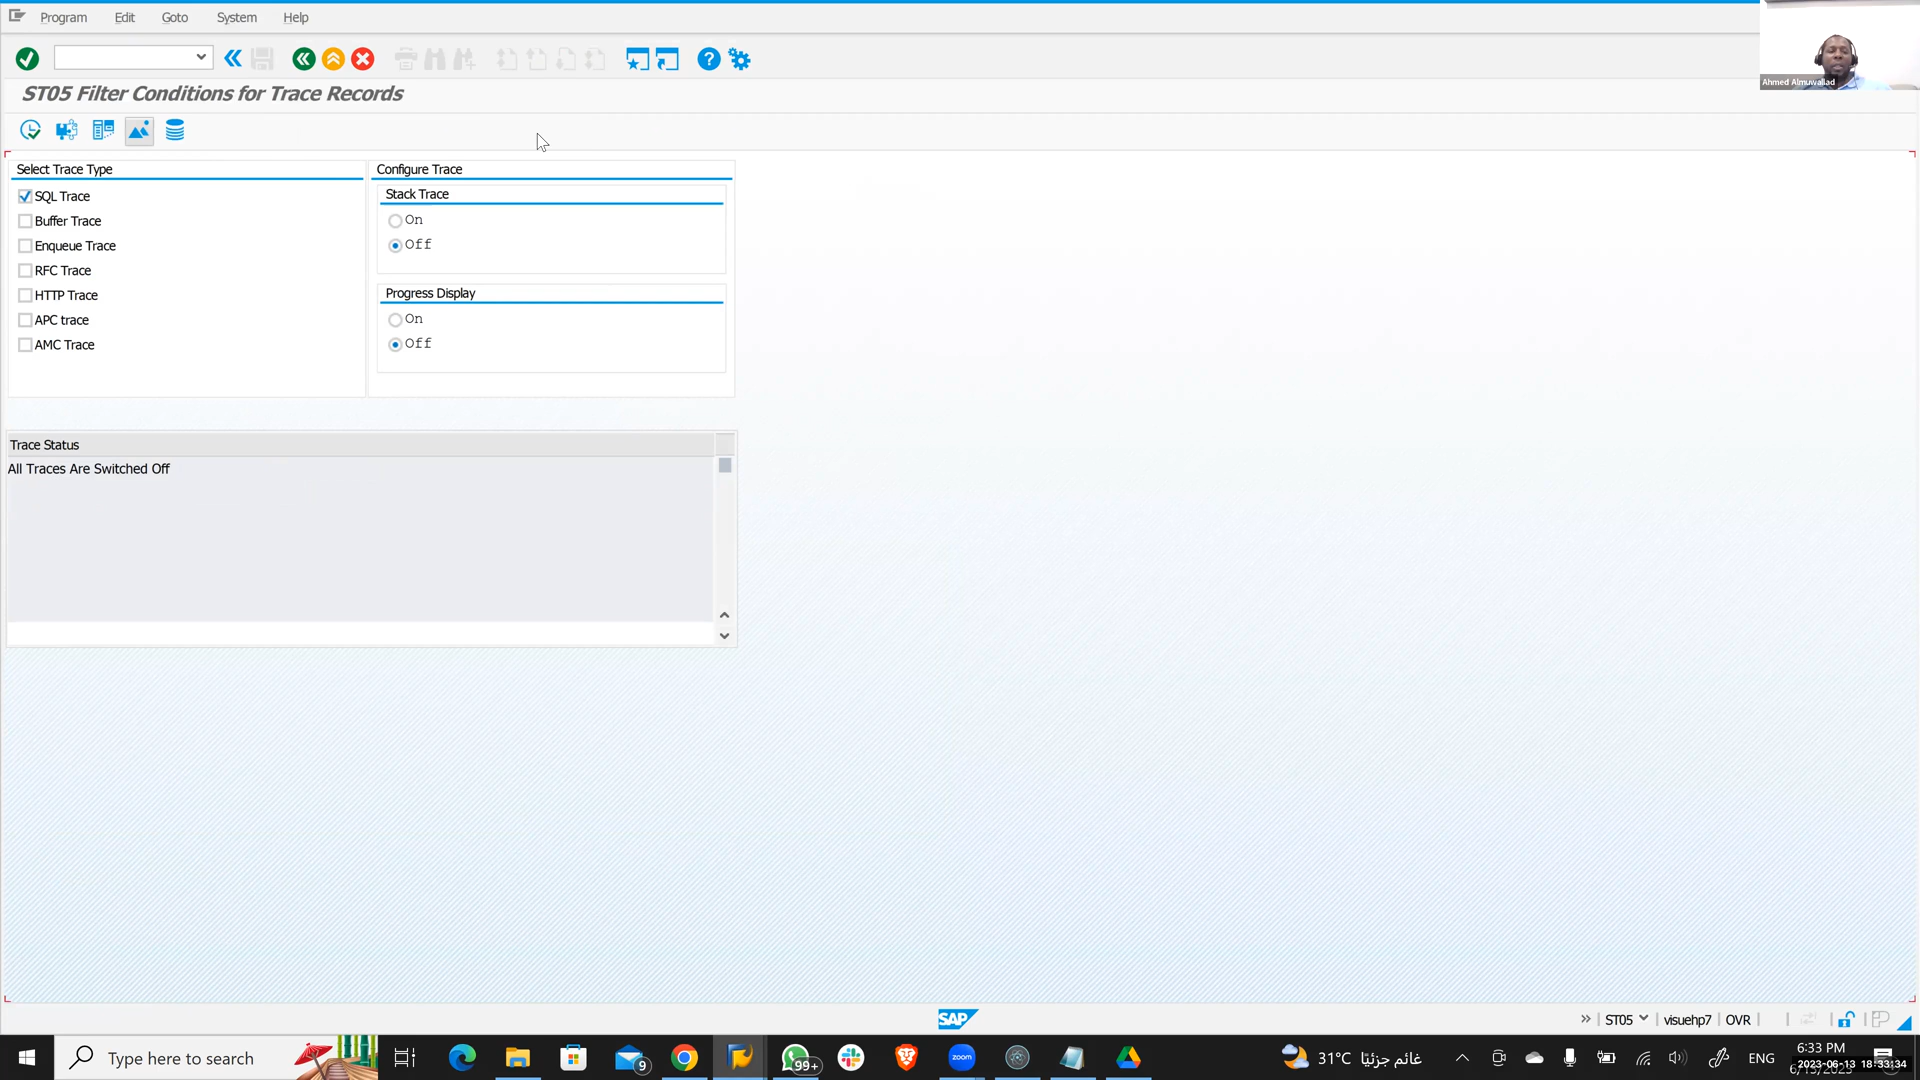 Program Edit Goto System Help
ST05 Filter Conditions for Trace Records
Ahmed Almuwallad
Select Trace Type
SQL Trace
Buffer Trace
Enqueue Trace
RFC Trace
HTTP Trace
APC trace
AMC Trace
Configure Trace
Stack Trace
On
Off
Progress Display
On
Off
Trace Status
All Traces Are Switched Off
SAP
ST05 visuehp7 OVR
Type here to search
9
99+
zoom
31°C غائم جزئيًا
ENG
6:33 PM
2023-06-13 18:33:34